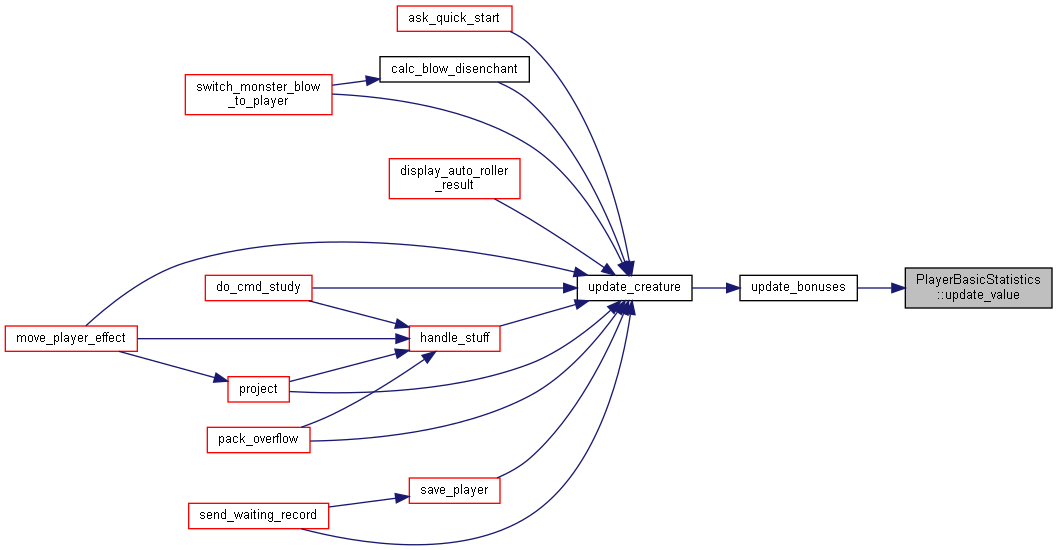 ask_quick_start
calc_blow_disenchant
switch_monster_blow
_to_player
display_auto_roller
_result
PlayerBasicStatistics
::update_value
do_cmd_study
update_creature
update_bonuses
move_player_effect
handle_stuff
project
pack_overflow
save_player
send_waiting_record